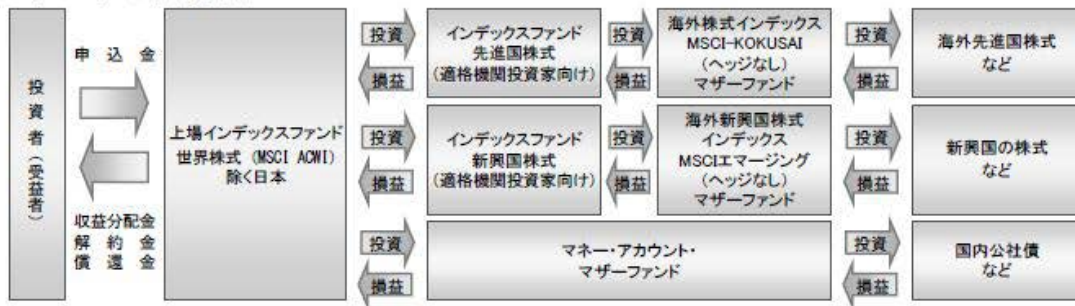 投資者（受益者）
申込金
収益分配金
解約金
償還金
上場インデックスファンド
世界株式（MSCI ACWI）
除く日本
投資
損益
インデックスファンド
先進国株式
(適格機関投資家向け)
投資
損益
海外株式インデックス
MSCI-KOKUSAI
(ヘッジなし)
マザーファンド
投資
損益
海外先進国株式
など
投資
損益
インデックスファンド
新興国株式
(適格機関投資家向け)
投資
損益
海外新興国株式
インデックス
MSCIエマージング
(ヘッジなし)
マザーファンド
投資
損益
新興国の株式
など
投資
損益
マネー・アカウント・
マザーファンド
投資
損益
国内公社債
など